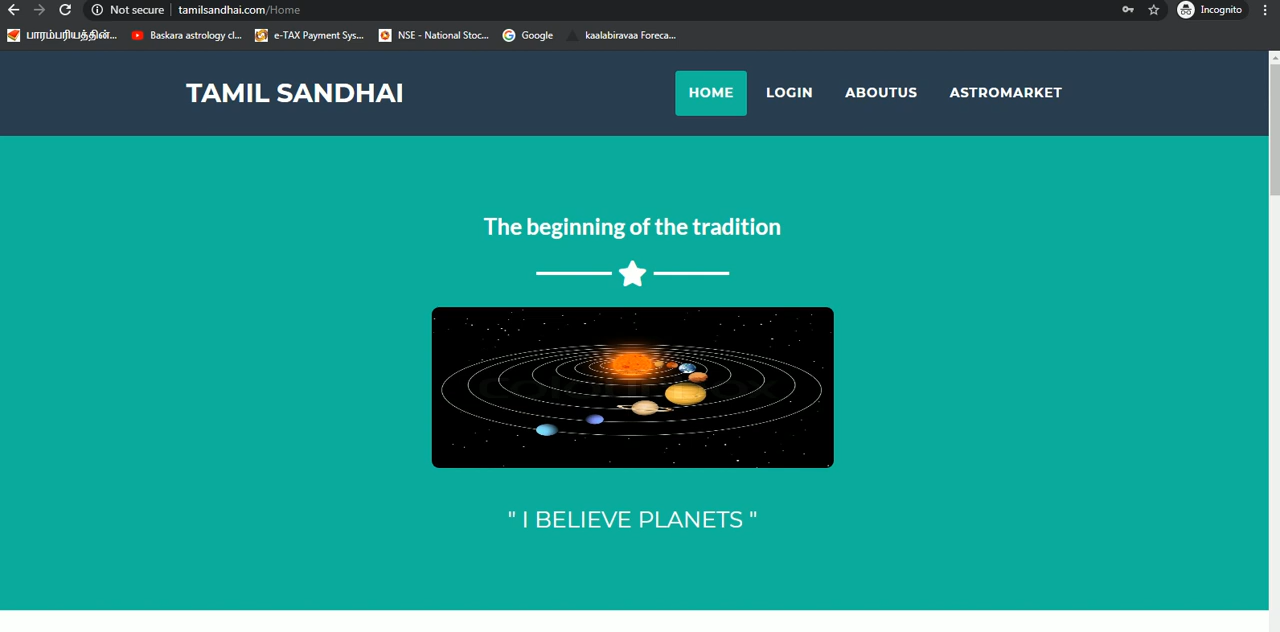 Not secure | tamilsandhai.com/Home
Incognito
பாரம்பரியத்தின்...
Baskara astrology cl...
e-TAX Payment Sys...
NSE - National Stoc...
Google
kaalabiravaa Foreca...
TAMIL SANDHAI
HOME
LOGIN
ABOUTUS
ASTROMARKET
The beginning of the tradition
" I BELIEVE PLANETS "